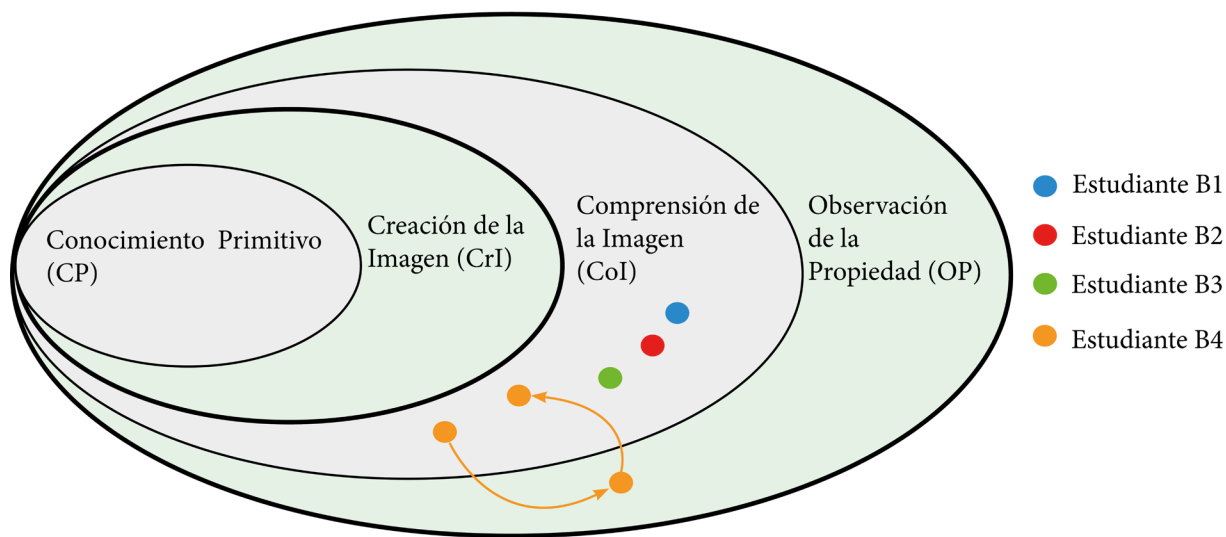 Conocimiento Primitivo
(CP)
Creación de la
Imagen (CrI)
Comprensión de
la Imagen
(CoI)
Observación
de la
Propiedad (OP)
Estudiante B1
Estudiante B2
Estudiante B3
Estudiante B4